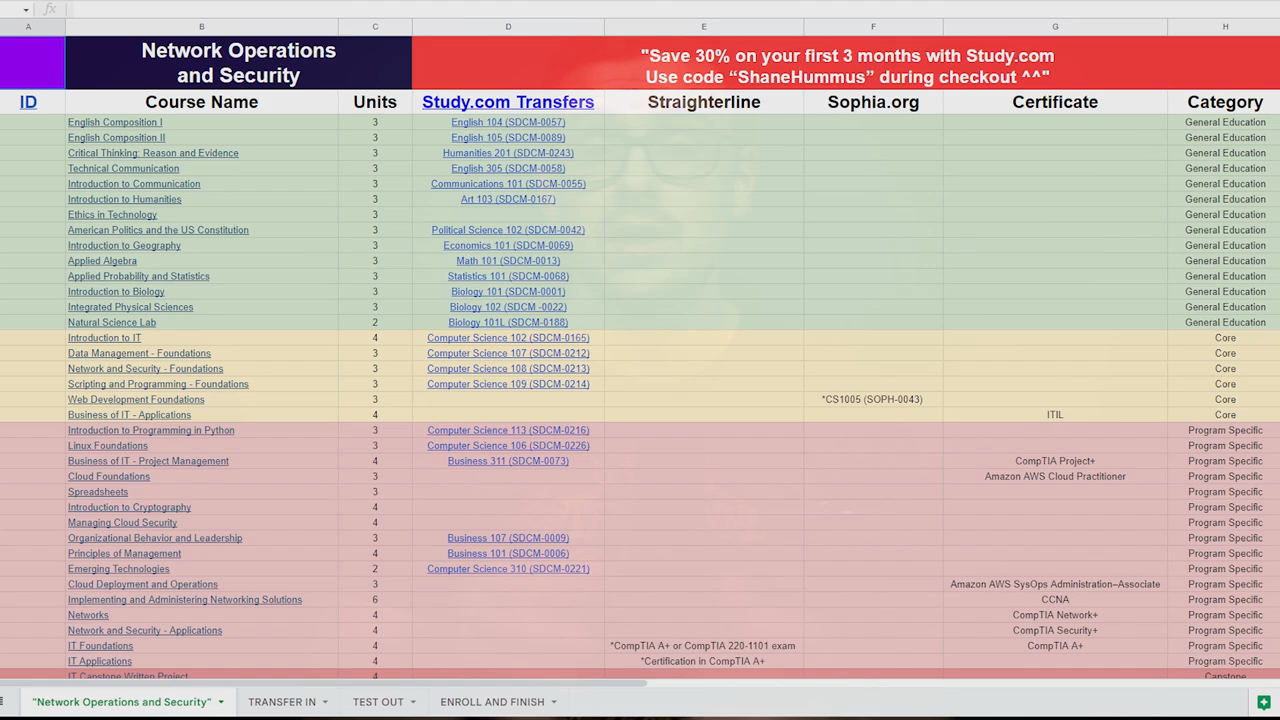 fx
A B C D E F G H
Network Operations
and Security
"Save 30% on your first 3 months with Study.com
Use code “ShaneHummus” during checkout ^^"
ID Course Name Units Study.com Transfers Straighterline Sophia.org Certificate Category
English Composition I 3 English 104 (SDCM-0057) General Education
English Composition II 3 English 105 (SDCM-0089) General Education
Critical Thinking: Reason and Evidence 3 Humanities 201 (SDCM-0243) General Education
Technical Communication 3 English 305 (SDCM-0058) General Education
Introduction to Communication 3 Communications 101 (SDCM-0055) General Education
Introduction to Humanities 3 Art 103 (SDCM-0167) General Education
Ethics in Technology 3 General Education
American Politics and the US Constitution 3 Political Science 102 (SDCM-0042) General Education
Introduction to Geography 3 Economics 101 (SDCM-0069) General Education
Applied Algebra 3 Math 101 (SDCM-0013) General Education
Applied Probability and Statistics 3 Statistics 101 (SDCM-0068) General Education
Introduction to Biology 3 Biology 101 (SDCM-0001) General Education
Integrated Physical Sciences 3 Biology 102 (SDCM -0022) General Education
Natural Science Lab 2 Biology 101L (SDCM-0188) General Education
Introduction to IT 4 Computer Science 102 (SDCM-0165) Core
Data Management - Foundations 3 Computer Science 107 (SDCM-0212) Core
Network and Security - Foundations 3 Computer Science 108 (SDCM-0213) Core
Scripting and Programming - Foundations 3 Computer Science 109 (SDCM-0214) Core
Web Development Foundations 3 *CS1005 (SOPH-0043) Core
Business of IT - Applications 4 ITIL Core
Introduction to Programming in Python 3 Computer Science 113 (SDCM-0216) Program Specific
Linux Foundations 3 Computer Science 106 (SDCM-0226) Program Specific
Business of IT - Project Management 4 Business 311 (SDCM-0073) CompTIA Project+ Program Specific
Cloud Foundations 3 Amazon AWS Cloud Practitioner Program Specific
Spreadsheets 3 Program Specific
Introduction to Cryptography 4 Program Specific
Managing Cloud Security 4 Program Specific
Organizational Behavior and Leadership 3 Business 107 (SDCM-0009) Program Specific
Principles of Management 4 Business 101 (SDCM-0006) Program Specific
Emerging Technologies 2 Computer Science 310 (SDCM-0221) Program Specific
Cloud Deployment and Operations 3 Amazon AWS SysOps Administration–Associate Program Specific
Implementing and Administering Networking Solutions 6 CCNA Program Specific
Networks 4 CompTIA Network+ Program Specific
Network and Security - Applications 4 CompTIA Security+ Program Specific
IT Foundations 4 *CompTIA A+ or CompTIA 220-1101 exam CompTIA A+ Program Specific
IT Applications 4 *Certification in CompTIA A+ Program Specific
IT Capstone Written Project 4 Capstone
"Network Operations and Security" TRANSFER IN TEST OUT ENROLL AND FINISH